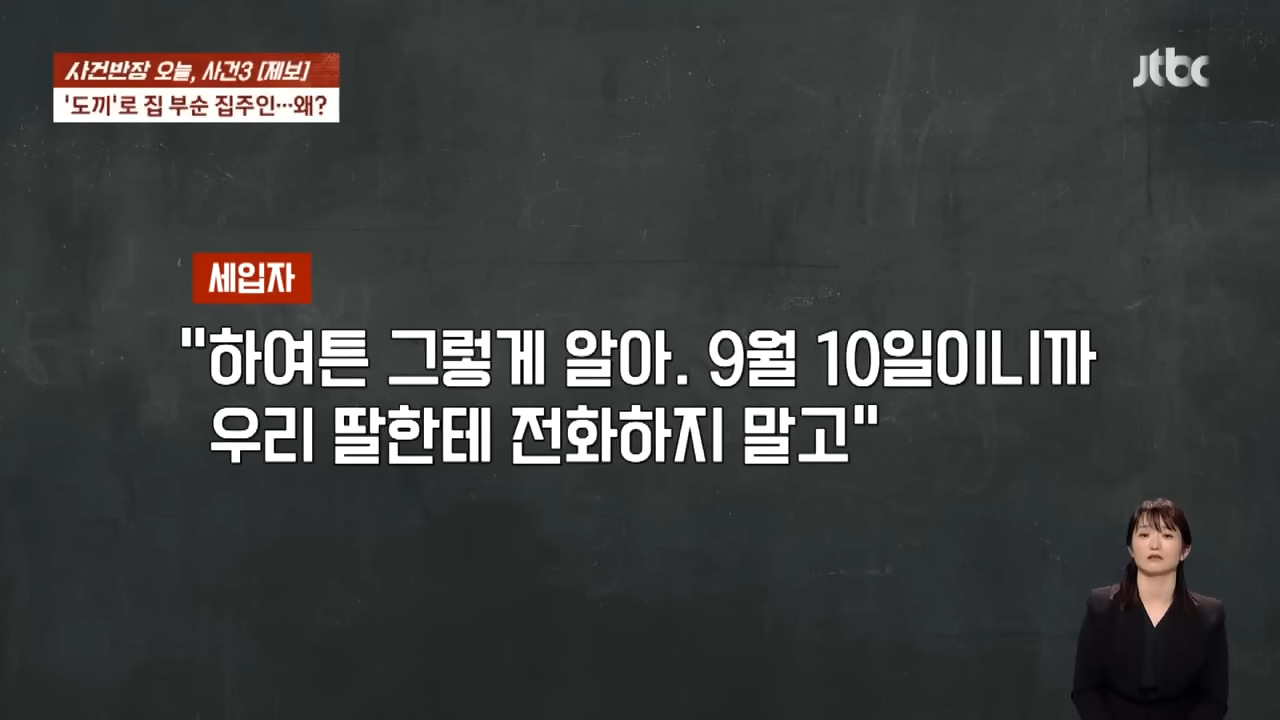 사건반장 오늘, 사건3 [제보]
'도끼'로 집 부순 집주인…왜?
jtbc
세입자
"하여튼 그렇게 알아. 9월 10일이니까
우리 딸한테 전화하지 말고"